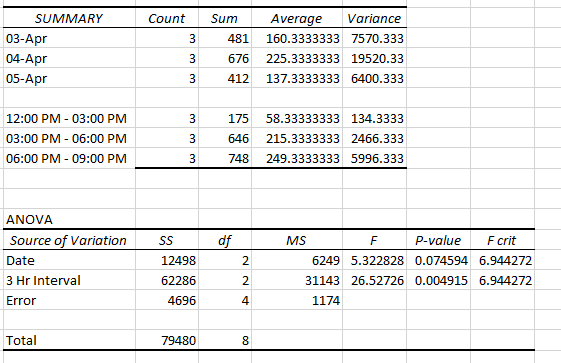 SUMMARY Count Sum Average Variance
03-Apr 3 481 160.3333333 7570.333
04-Apr 3 676 225.3333333 19520.33
05-Apr 3 412 137.3333333 6400.333
12:00 PM - 03:00 PM 3 175 58.33333333 134.3333
03:00 PM - 06:00 PM 3 646 215.3333333 2466.333
06:00 PM - 09:00 PM 3 748 249.3333333 5996.333
ANOVA
Source of Variation SS df MS F P-value F crit
Date 12498 2 6249 5.322828 0.074594 6.944272
3 Hr Interval 62286 2 31143 26.52726 0.004915 6.944272
Error 4696 4 1174
Total 79480 8